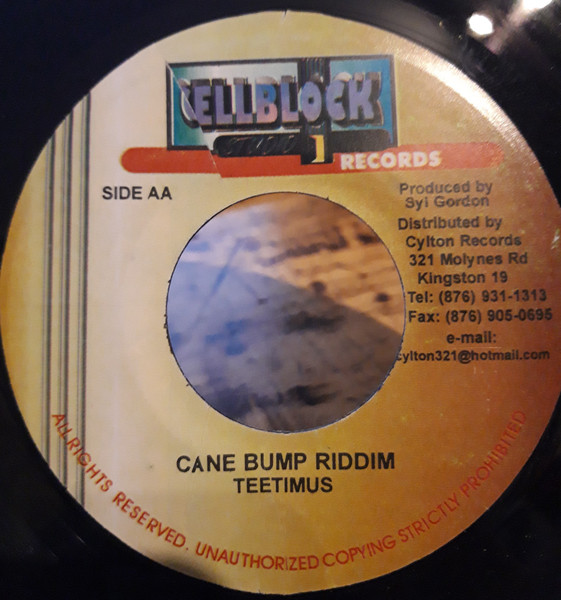 CELLBLOCK
STUDIO 1
RECORDS
SIDE AA
Produced by
Syl Gordon
Distributed by
Cylton Records
321 Molynes Rd
Kingston 19
Tel: (876) 931-1313
Fax: (876) 905-0695
e-mail:
cylton321@hotmail.com
CANE BUMP RIDDIM
TEETIMUS
ALL RIGHTS RESERVED. UNAUTHORIZED COPYING STRICTLY PROHIBITED